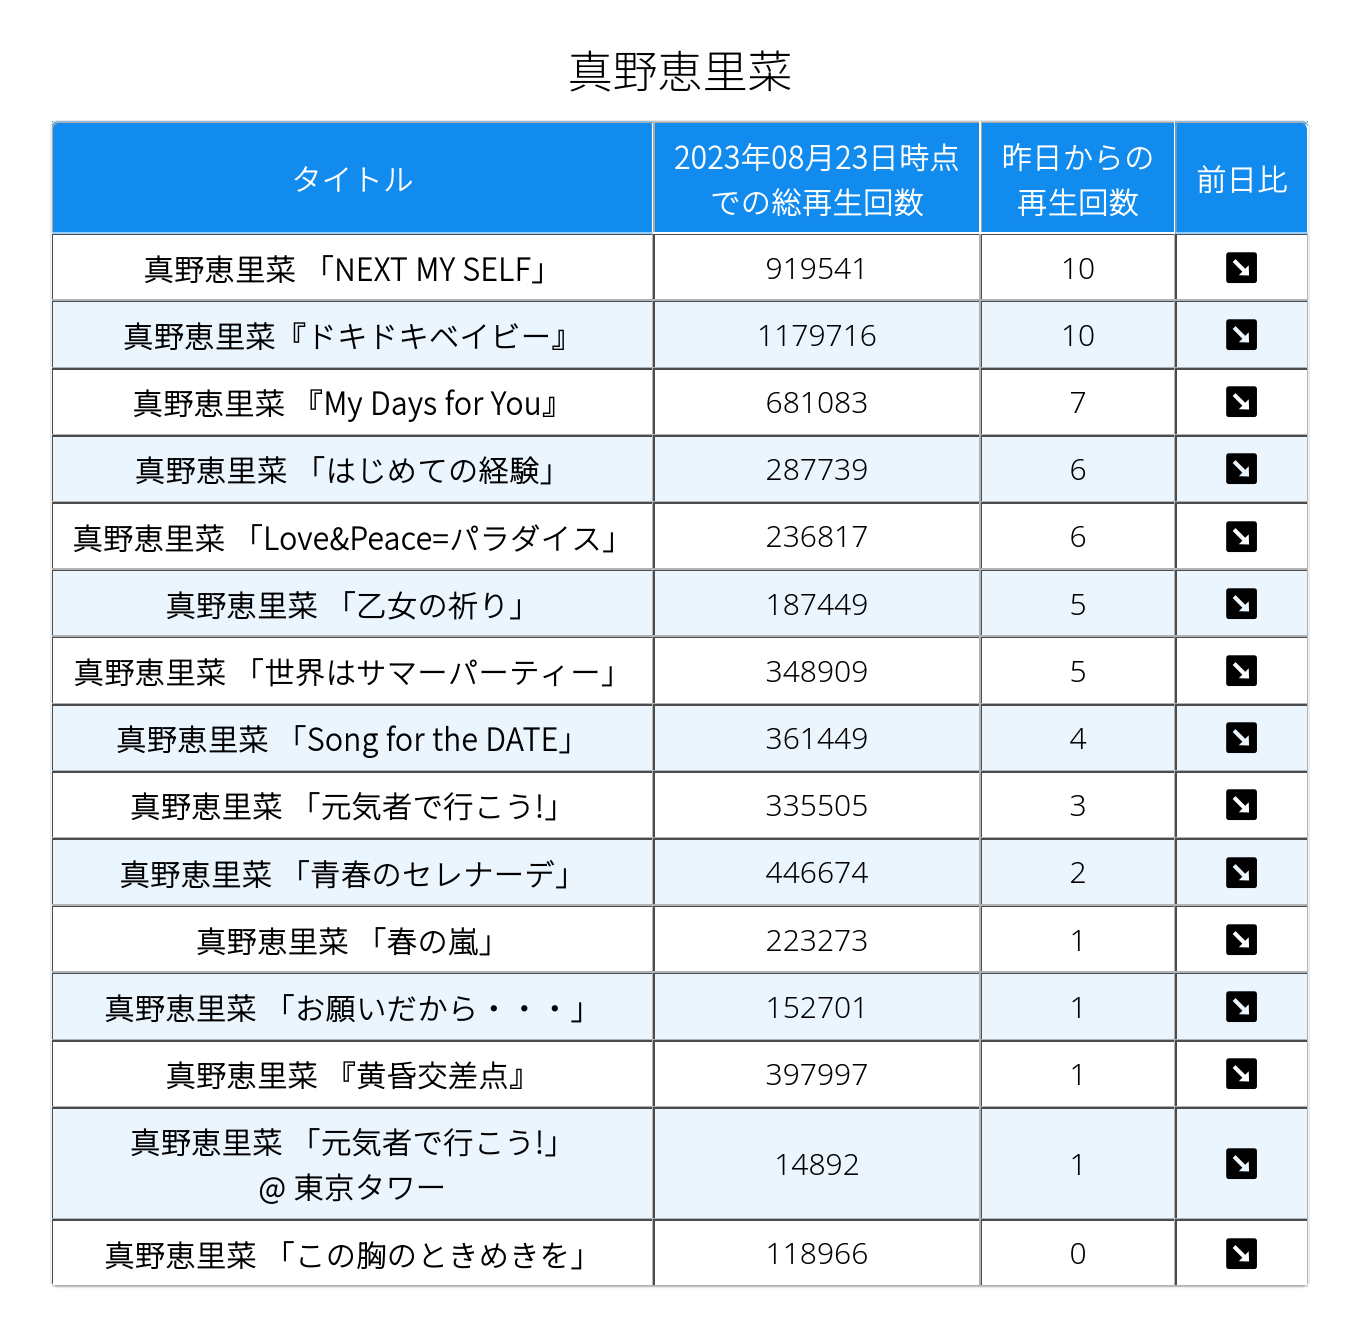 真野恵里菜
タイトル
2023年08月23日時点
での総再生回数
昨日からの
再生回数
前日比
真野恵里菜 「NEXT MY SELF」 919541 10
真野恵里菜『ドキドキベイビー』 1179716 10
真野恵里菜 『My Days for You』 681083 7
真野恵里菜 「はじめての経験」 287739 6
真野恵里菜 「Love&Peace=パラダイス」 236817 6
真野恵里菜 「乙女の祈り」 187449 5
真野恵里菜 「世界はサマーパーティー」 348909 5
真野恵里菜 「Song for the DATE」 361449 4
真野恵里菜 「元気者で行こう!」 335505 3
真野恵里菜 「青春のセレナーデ」 446674 2
真野恵里菜 「春の嵐」 223273 1
真野恵里菜 「お願いだから・・・」 152701 1
真野恵里菜 『黄昏交差点』 397997 1
真野恵里菜 「元気者で行こう!」
@ 東京タワー 14892 1
真野恵里菜 「この胸のときめきを」 118966 0